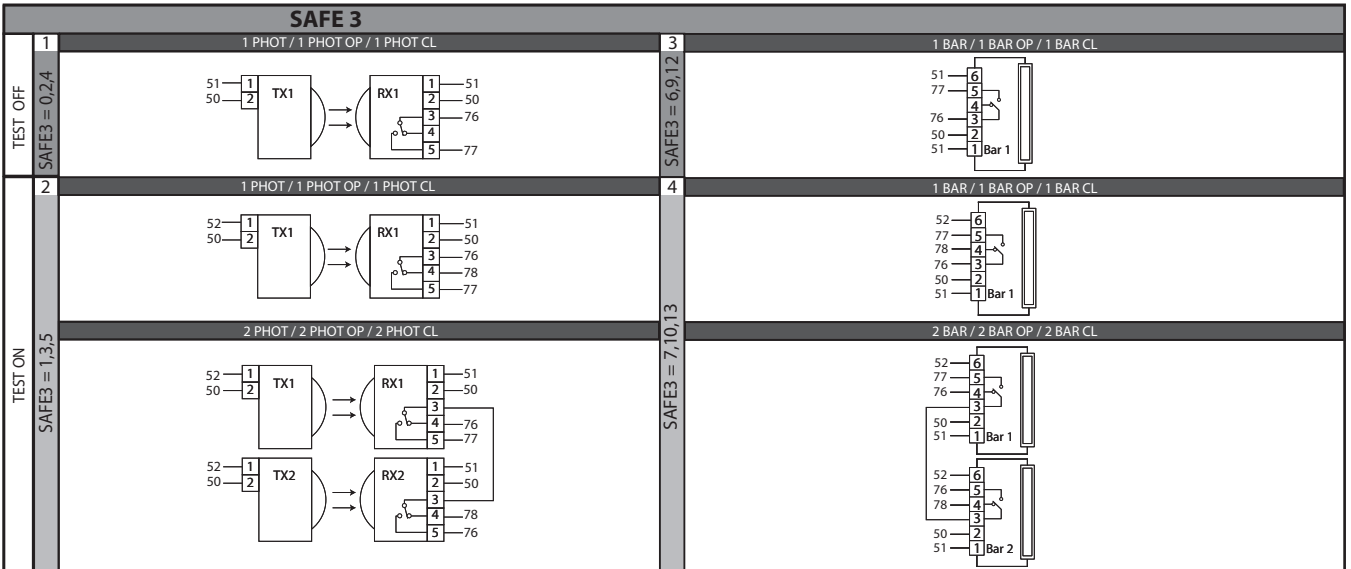 SAFE 3
TEST OFF
1
SAFE3 = 0,2,4
1 PHOT / 1 PHOT OP / 1 PHOT CL
51 1 TX1 RX1 1 51
50 2 2 50
3 76
4
5 77
3
SAFE3 = 6,9,12
1 BAR / 1 BAR OP / 1 BAR CL
51 6
77 5
4
76 3
50 2
51 1 Bar 1
TEST ON
2
SAFE3 = 1,3,5
1 PHOT / 1 PHOT OP / 1 PHOT CL
52 1 TX1 RX1 1 51
50 2 2 50
3 76
4 78
5 77
2 PHOT / 2 PHOT OP / 2 PHOT CL
52 1 TX1 RX1 1 51
50 2 2 50
3
4 76
5 77
52 1 TX2 RX2 1 51
50 2 2 50
3
4 78
5 76
4
SAFE3 = 7,10,13
1 BAR / 1 BAR OP / 1 BAR CL
52 6
77 5
78 4
76 3
50 2
51 1 Bar 1
2 BAR / 2 BAR OP / 2 BAR CL
52 6
77 5
76 4
3
50 2
51 1 Bar 1
52 6
76 5
78 4
3
50 2
51 1 Bar 2